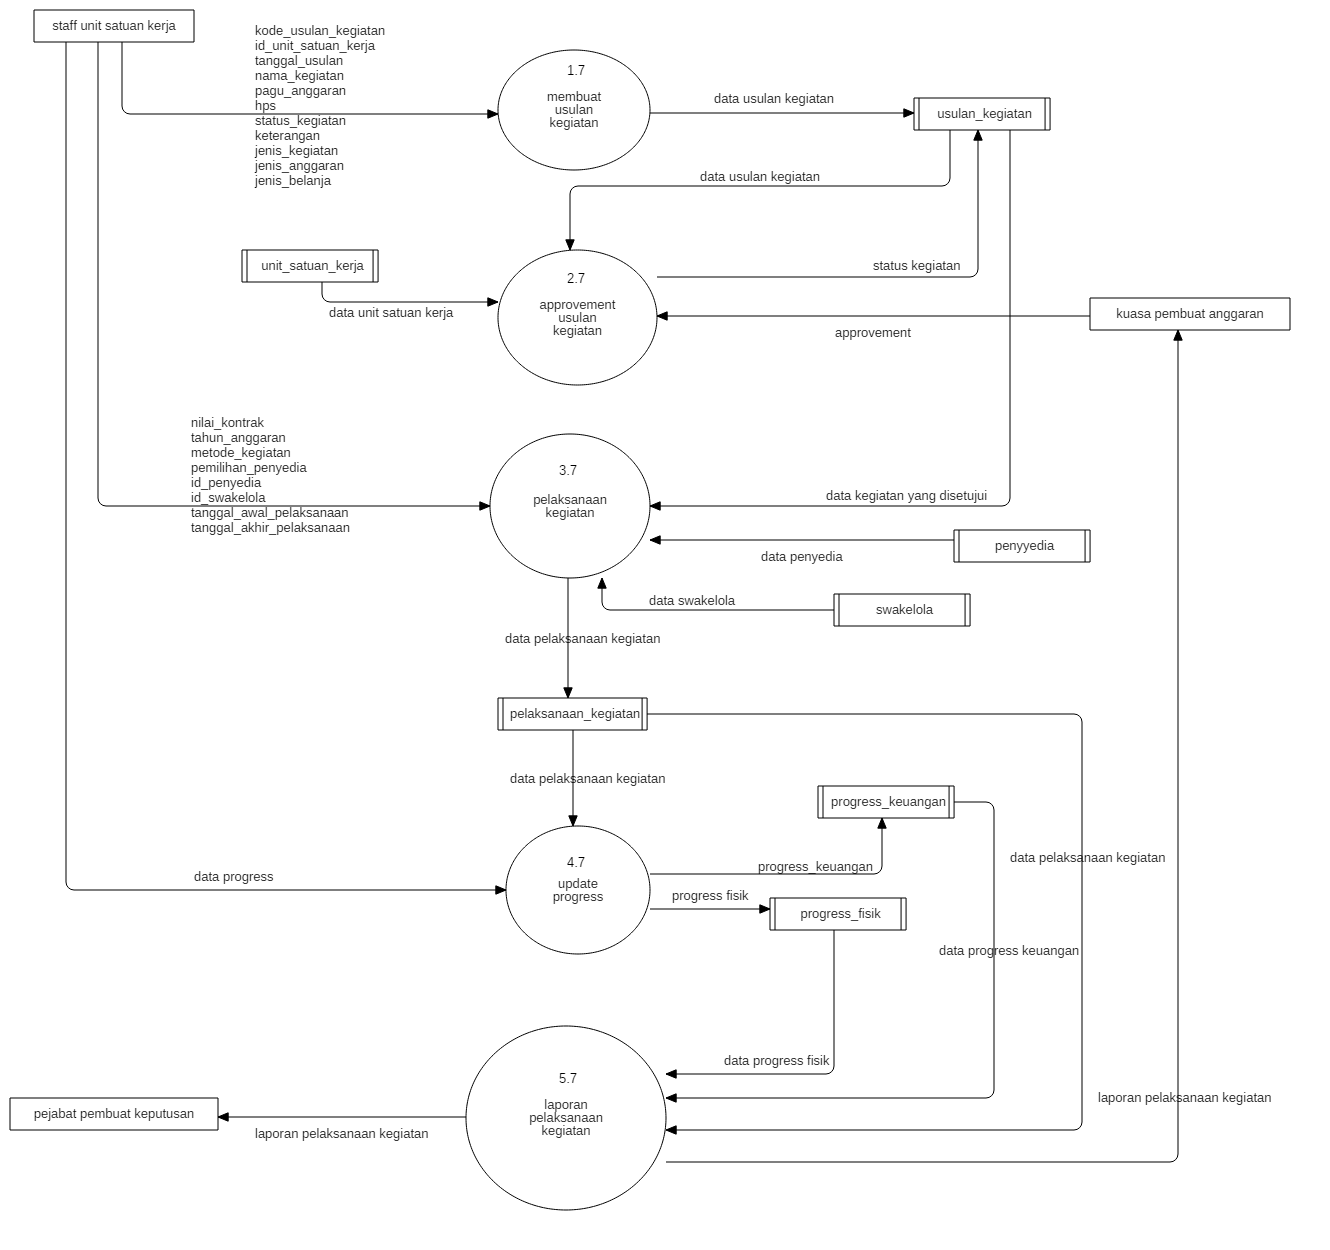 staff unit satuan kerja
kode_usulan_kegiatan
id_unit_satuan_kerja
tanggal_usulan
nama_kegiatan
pagu_anggaran
hps
status_kegiatan
keterangan
jenis_kegiatan
jenis_anggaran
jenis_belanja
1.7
membuat
usulan
kegiatan
data usulan kegiatan
usulan_kegiatan
data usulan kegiatan
unit_satuan_kerja
data unit satuan kerja
2.7
approvement
usulan
kegiatan
status kegiatan
kuasa pembuat anggaran
approvement
nilai_kontrak
tahun_anggaran
metode_kegiatan
pemilihan_penyedia
id_penyedia
id_swakelola
tanggal_awal_pelaksanaan
tanggal_akhir_pelaksanaan
3.7
pelaksanaan
kegiatan
data kegiatan yang disetujui
penyyedia
data penyedia
swakelola
data swakelola
data pelaksanaan kegiatan
pelaksanaan_kegiatan
data pelaksanaan kegiatan
progress_keuangan
data pelaksanaan kegiatan
4.7
update
progress
data progress
progress_keuangan
progress fisik
progress_fisik
data progress keuangan
data progress fisik
5.7
laporan
pelaksanaan
kegiatan
laporan pelaksanaan kegiatan
pejabat pembuat keputusan
laporan pelaksanaan kegiatan